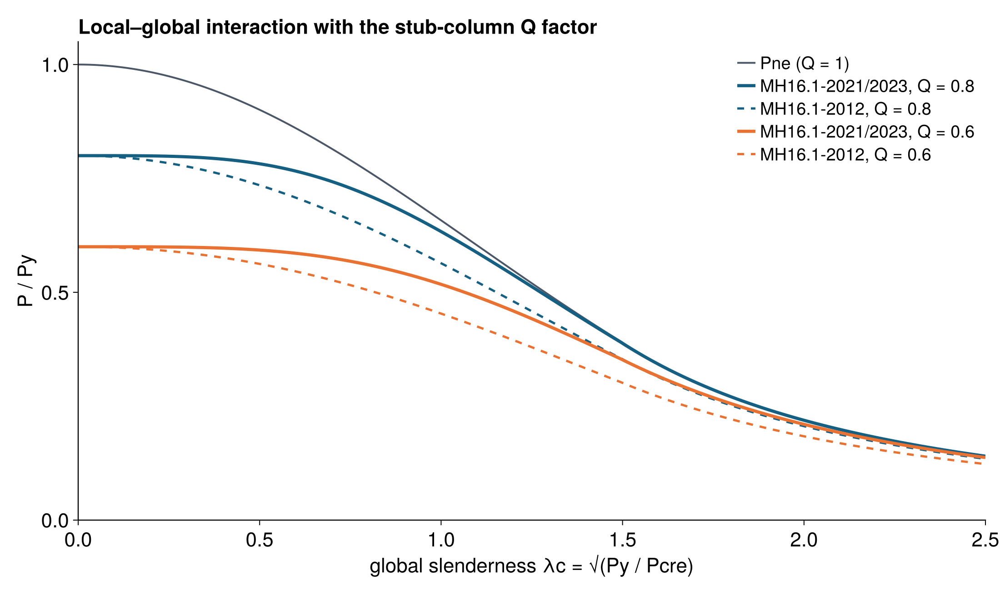 Local–global interaction with the stub-column Q factor
Pne (Q = 1)
MH16.1-2021/2023, Q = 0.8
MH16.1-2012, Q = 0.8
MH16.1-2021/2023, Q = 0.6
MH16.1-2012, Q = 0.6
P / Py
1.0
0.5
0.0
0.0 0.5 1.0 1.5 2.0 2.5
global slenderness λc = √(Py / Pcre)